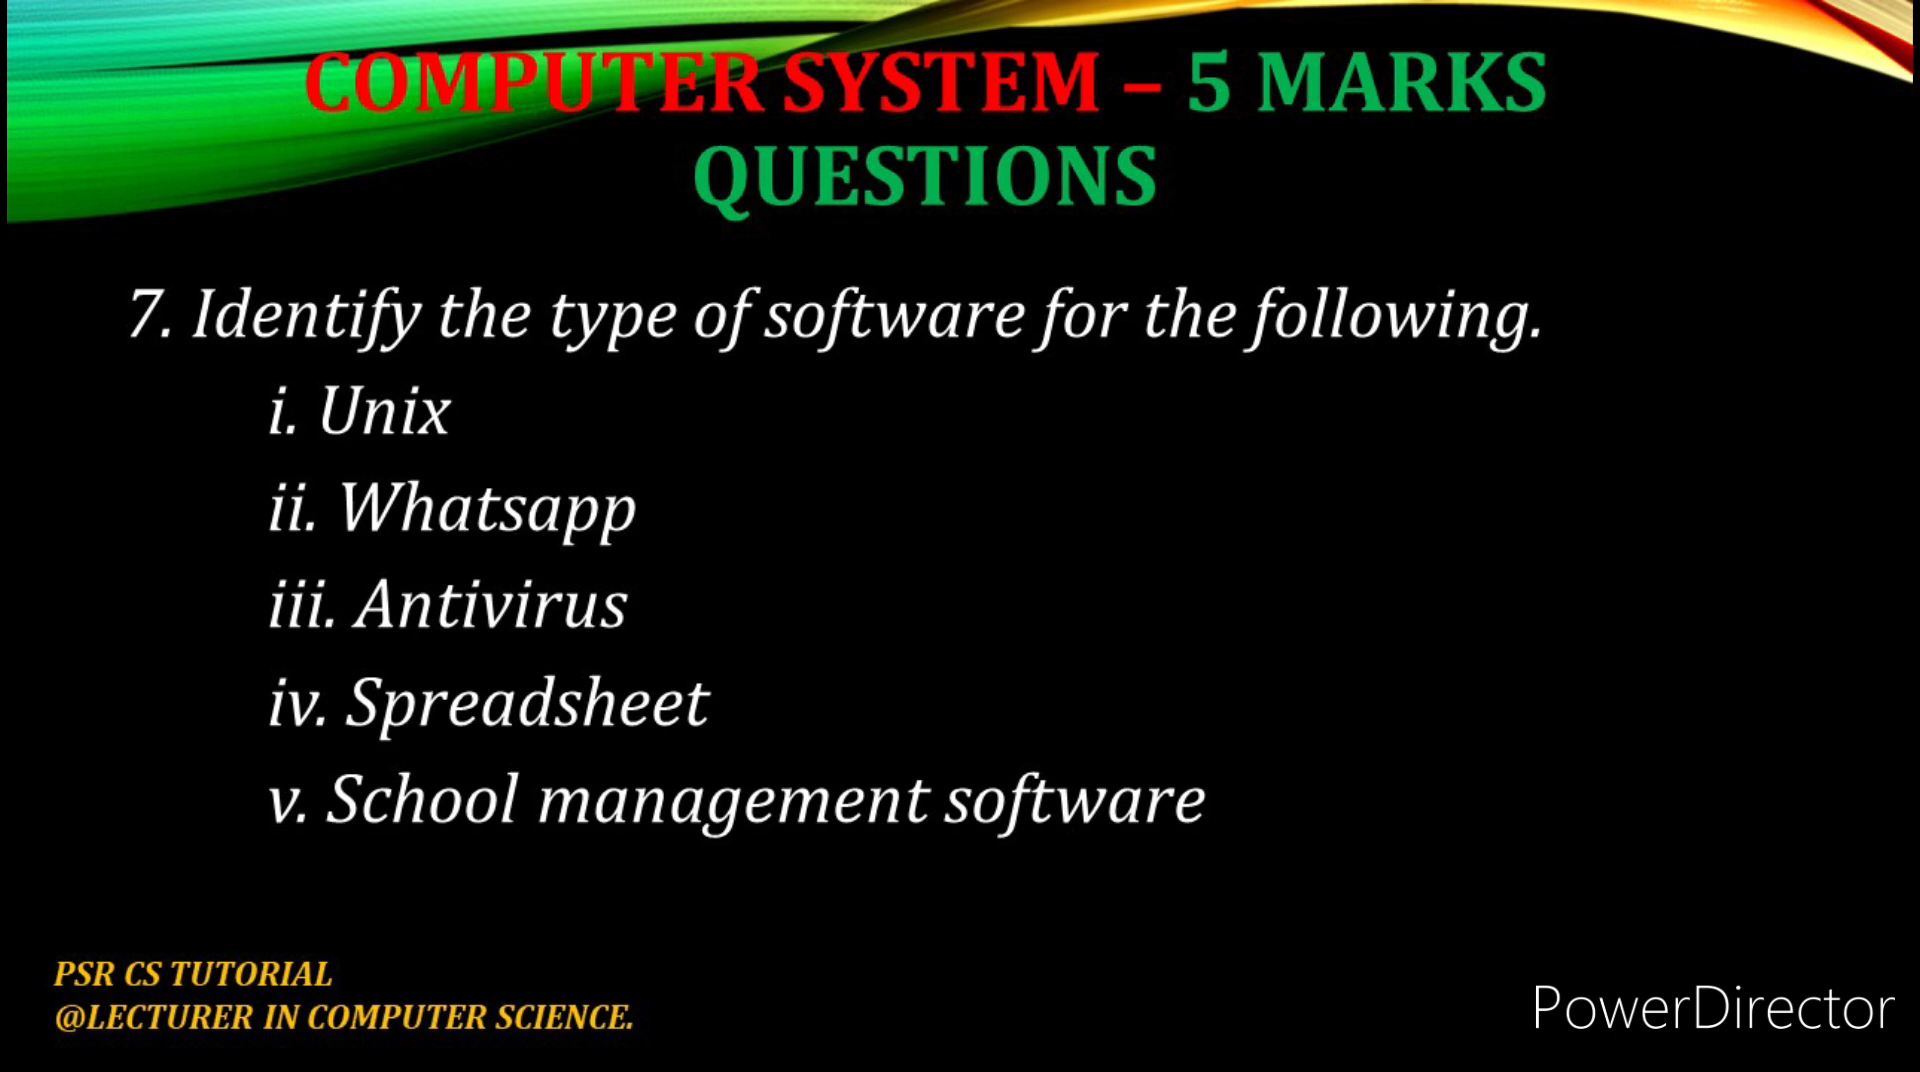 COMPUTER SYSTEM – 5 MARKS
QUESTIONS
7. Identify the type of software for the following.
i. Unix
ii. Whatsapp
iii. Antivirus
iv. Spreadsheet
v. School management software
PSR CS TUTORIAL
@LECTURER IN COMPUTER SCIENCE.
PowerDirector